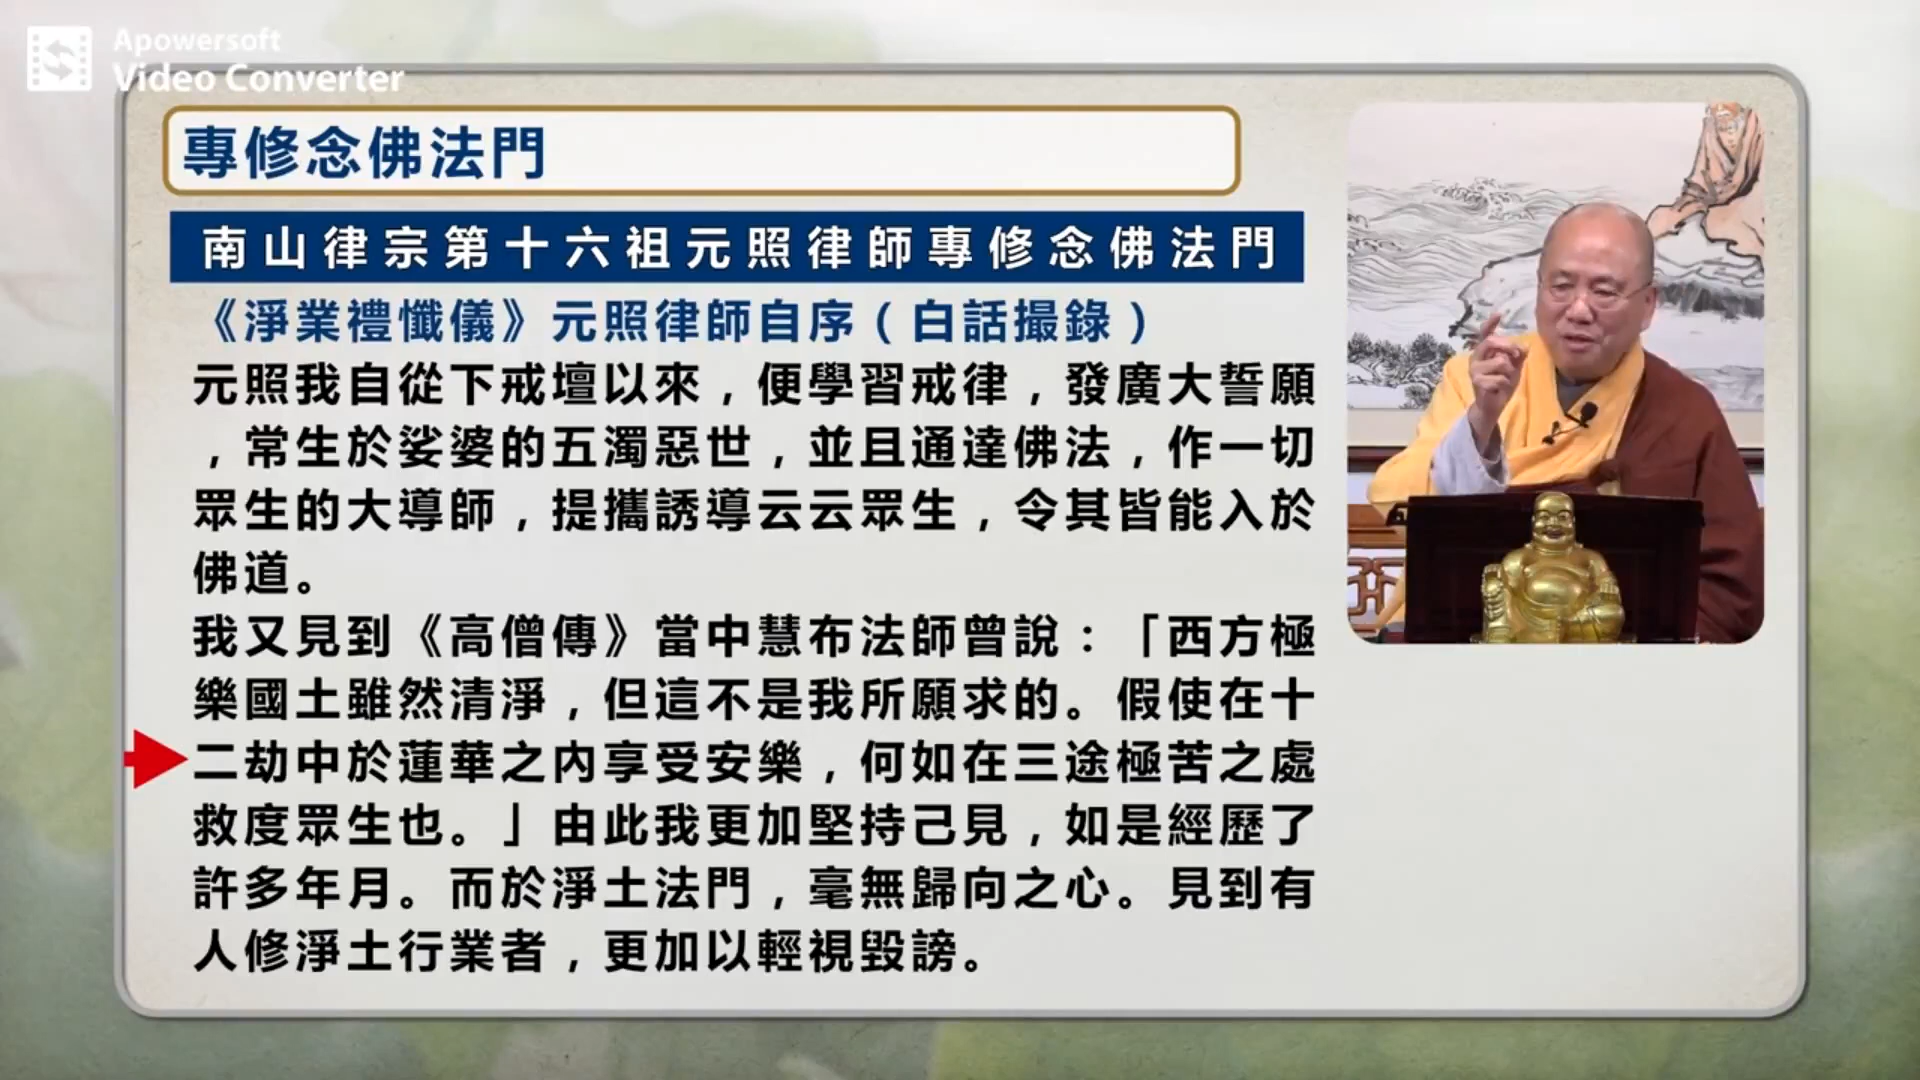 Apowersoft
Video Converter
專修念佛法門
南山律宗第十六祖元照律師專修念佛法門
《淨業禮懺儀》元照律師自序（白話撮錄）
元照我自從下戒壇以來，便學習戒律，發廣大誓願
，常生於娑婆的五濁惡世，並且通達佛法，作一切
眾生的大導師，提攜誘導云云眾生，令其皆能入於
佛道。
我又見到《高僧傳》當中慧布法師曾說：「西方極
樂國土雖然清淨，但這不是我所願求的。假使在十
二劫中於蓮華之內享受安樂，何如在三途極苦之處
救度眾生也。」由此我更加堅持己見，如是經歷了
許多年月。而於淨土法門，毫無歸向之心。見到有
人修淨土行業者，更加以輕視毀謗。